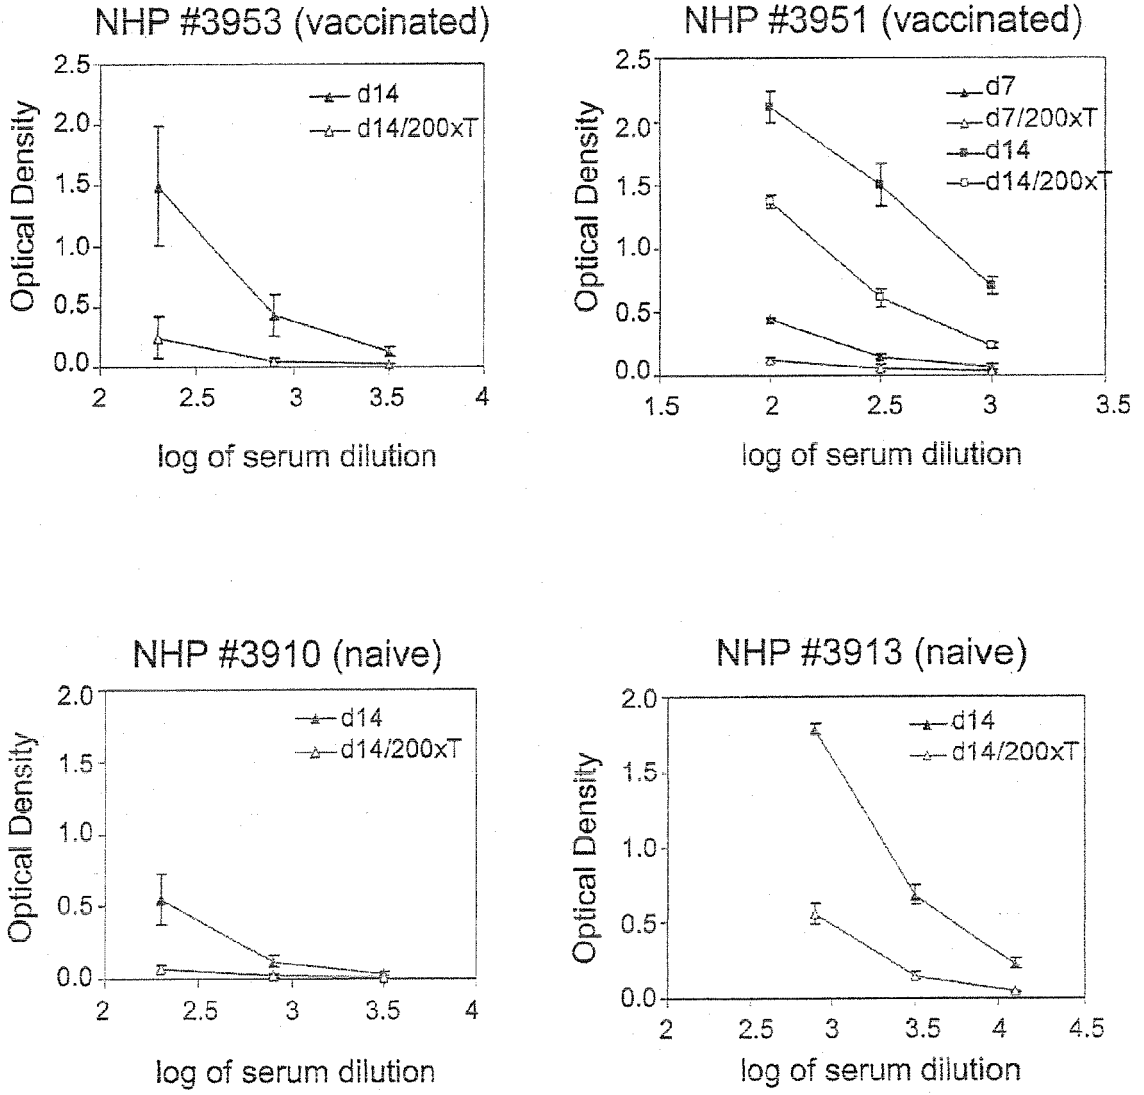 NHP #3953 (vaccinated)
2.5
2.0
1.5
1.0
0.5
0.0
Optical Density
d14
d14/200xT
2 2.5 3 3.5 4
log of serum dilution
NHP #3951 (vaccinated)
2.5
2.0
1.5
1.0
0.5
0.0
Optical Density
d7
d7/200xT
d14
d14/200xT
1.5 2 2.5 3 3.5
log of serum dilution
NHP #3910 (naive)
2.0
1.5
1.0
0.5
0.0
Optical Density
d14
d14/200xT
2 2.5 3 3.5 4
log of serum dilution
NHP #3913 (naive)
2.0
1.5
1.0
0.5
0.0
Optical Density
d14
d14/200xT
2 2.5 3 3.5 4 4.5
log of serum dilution